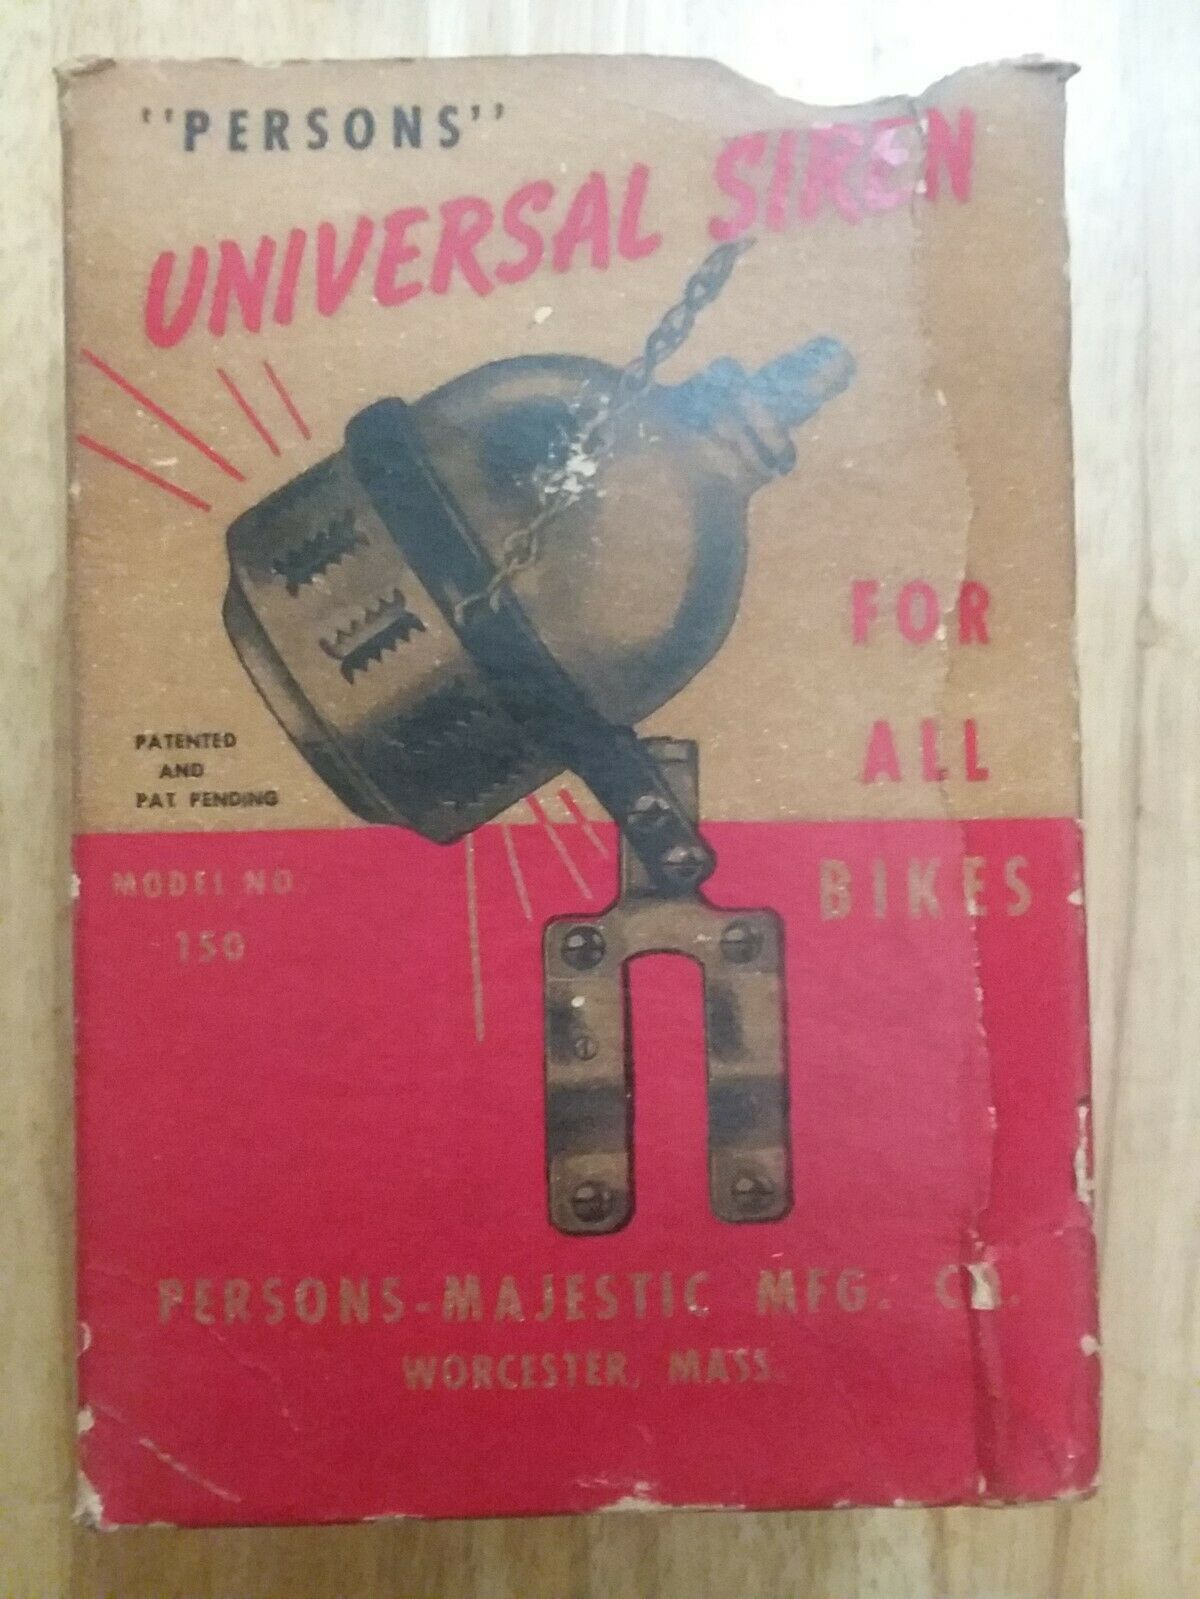 "PERSONS"
UNIVERSAL SIREN
FOR
ALL
BIKES
PATENTED
AND
PAT. PENDING
MODEL NO.
150
PERSONS-MAJESTIC MFG. CO.
WORCESTER, MASS.